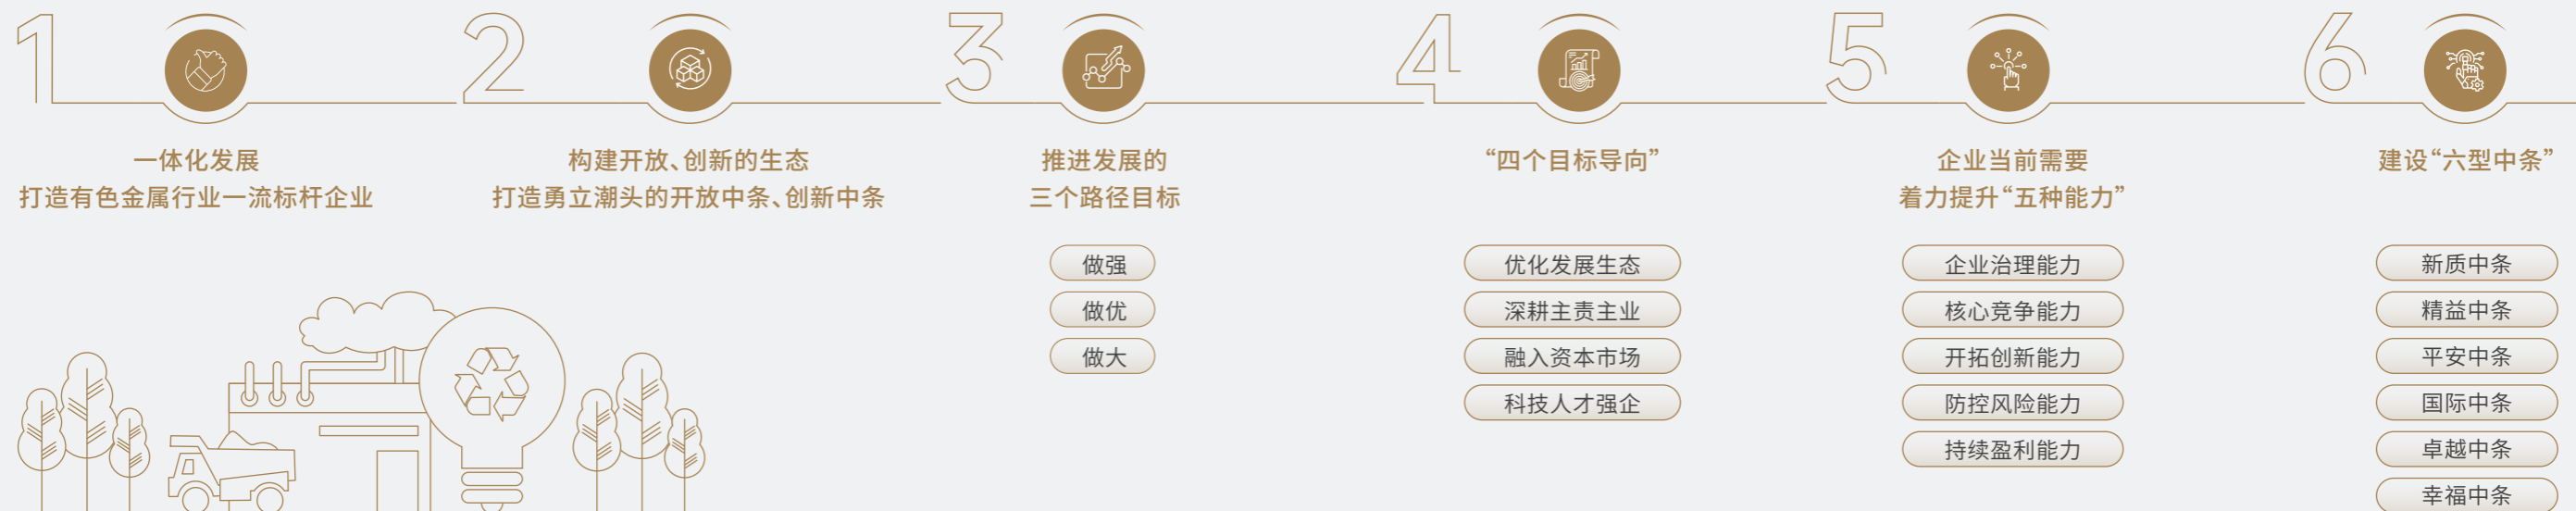 1
一体化发展
打造有色金属行业一流标杆企业
2
构建开放、创新的生态
打造勇立潮头的开放中条、创新中条
3
推进发展的
三个路径目标
做强
做优
做大
4
“四个目标导向”
优化发展生态
深耕主责主业
融入资本市场
科技人才强企
5
企业当前需要
着力提升“五种能力”
企业治理能力
核心竞争能力
开拓创新能力
防控风险能力
持续盈利能力
6
建设“六型中条”
新质中条
精益中条
平安中条
国际中条
卓越中条
幸福中条